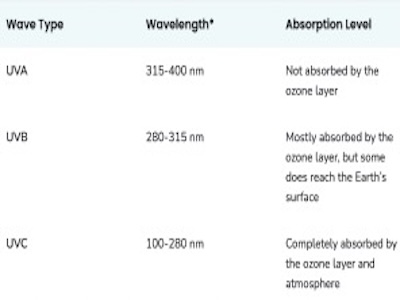 Wave Type Wavelength* Absorption Level
UVA 315-400 nm Not absorbed by the
ozone layer
UVB 280-315 nm Mostly absorbed by the
ozone layer, but some
does reach the Earth's
surface
UVC 100-280 nm Completely absorbed by
the ozone layer and
atmosphere